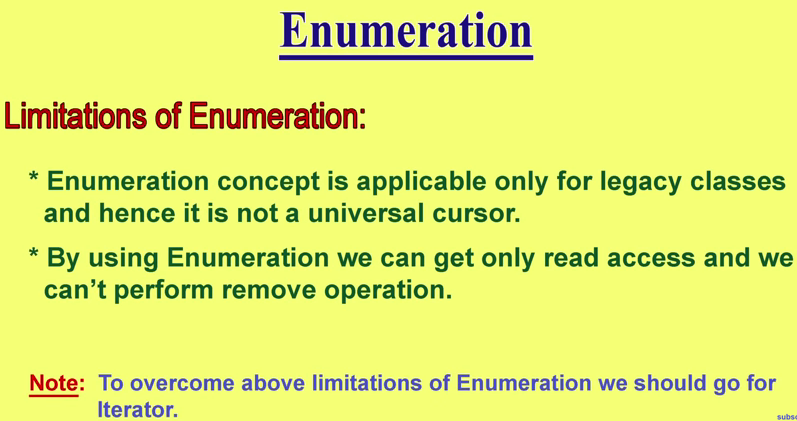 Enumeration
Limitations of Enumeration:
* Enumeration concept is applicable only for legacy classes
and hence it is not a universal cursor.
* By using Enumeration we can get only read access and we
can’t perform remove operation.
Note: To overcome above limitations of Enumeration we should go for
Iterator.